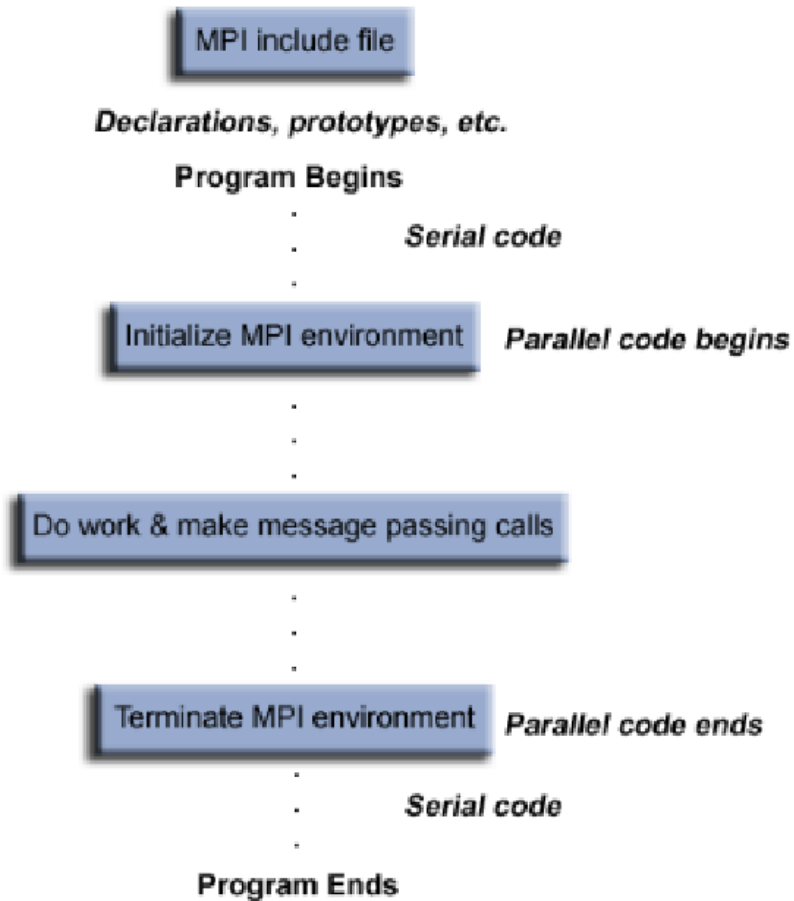 MPI include file
Declarations, prototypes, etc.
Program Begins
Serial code
Initialize MPI environment
Parallel code begins
Do work & make message passing calls
Terminate MPI environment
Parallel code ends
Serial code
Program Ends